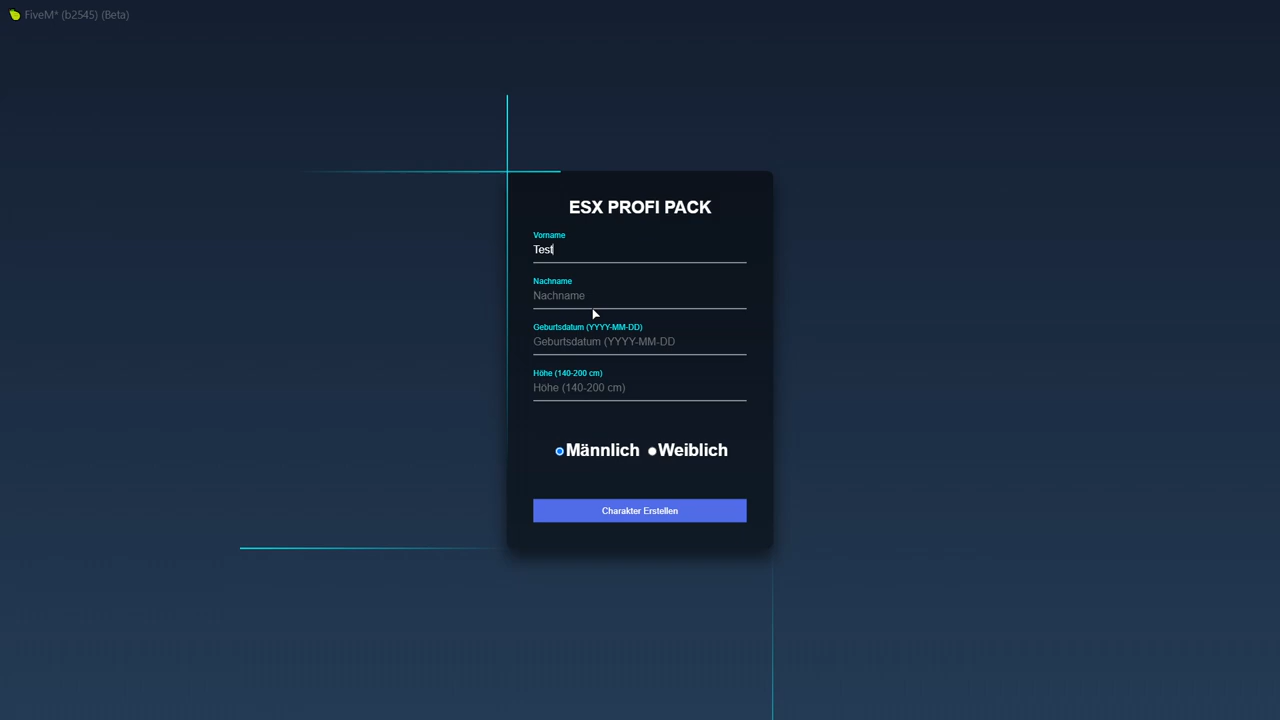 FiveM* (b2545) (Beta)
ESX PROFI PACK
Vorname
Test
Nachname
Nachname
Geburtsdatum (YYYY-MM-DD)
Geburtsdatum (YYYY-MM-DD
Höhe (140-200 cm)
Höhe (140-200 cm)
Männlich Weiblich
Charakter Erstellen